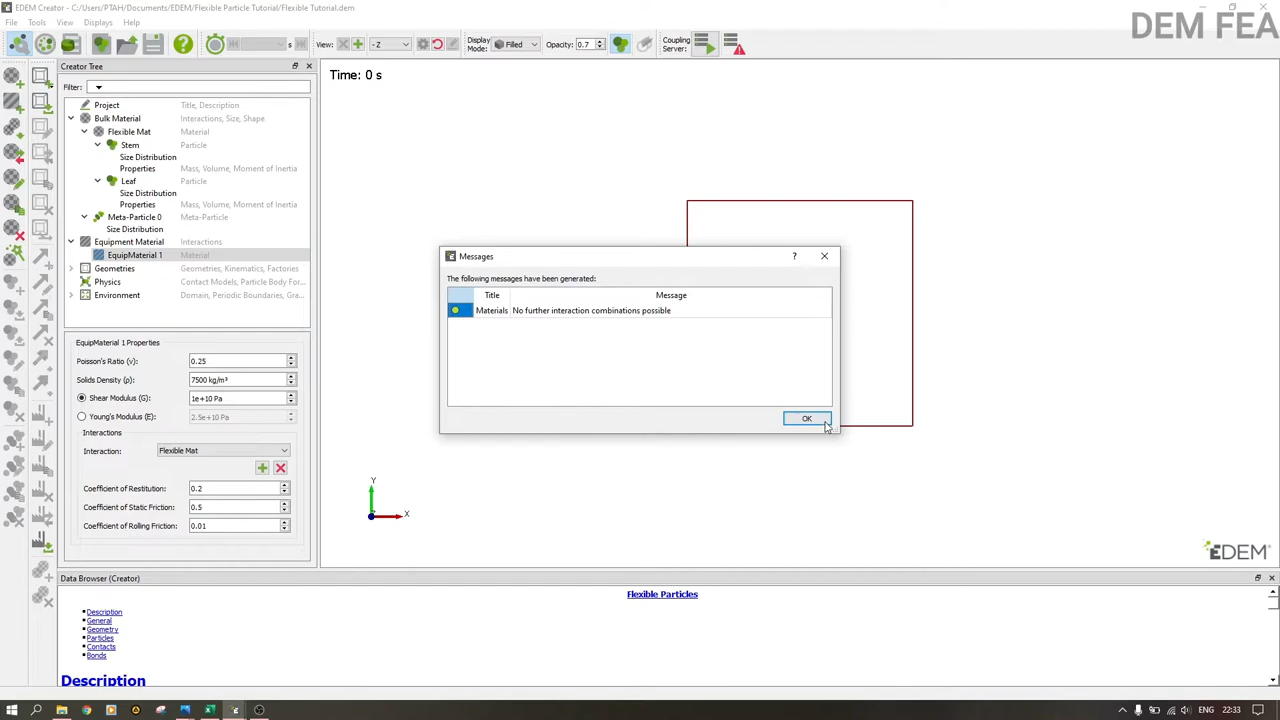 EDEM Creator - C:/Users/PTAH/Documents/EDEM/Flexible Particle Tutorial/Flexible Tutorial.dem
DEM FEA
File Tools View Displays Help
s
View:
- Z
Display Mode:
Filled
Opacity:
0.7
Coupling Server:
Creator Tree
Filter:
Time: 0 s
Project Title, Description
Bulk Material Interactions, Size, Shape,
Flexible Mat Material
Stem Particle
Size Distribution
Properties Mass, Volume, Moment of Inertia
Leaf Particle
Size Distribution
Properties Mass, Volume, Moment of Inertia
Meta-Particle 0 Meta-Particle
Size Distribution
Equipment Material Interactions
EquipMaterial 1 Material
Geometries Geometries, Kinematics, Factories
Physics Contact Models, Particle Body For...
Environment Domain, Periodic Boundaries, Gra...
Messages
?
The following messages have been generated:
Title Message
Materials No further interaction combinations possible
OK
EquipMaterial 1 Properties
Poisson's Ratio (ν): 0.25
Solids Density (ρ): 7500 kg/m³
Shear Modulus (G): 1e+10 Pa
Young's Modulus (E): 2.5e+10 Pa
Interactions
Interaction: Flexible Mat
Coefficient of Restitution: 0.2
Coefficient of Static Friction: 0.5
Coefficient of Rolling Friction: 0.01
Y
X
EDEM
Data Browser (Creator)
Flexible Particles
Description
General
Geometry
Particles
Contacts
Bonds
Description
ENG 22:33